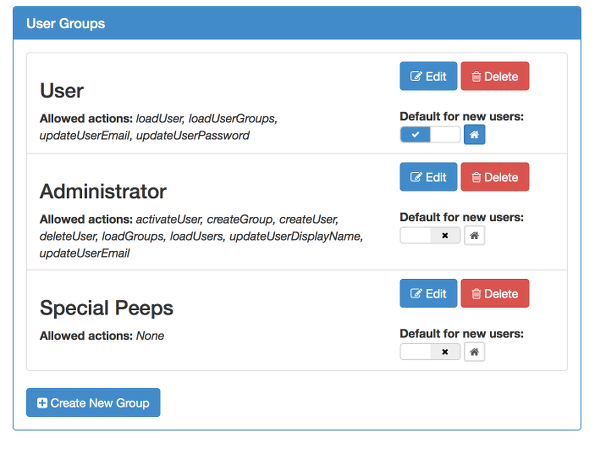 User Groups
User
Edit
Delete
Allowed actions: loadUser, loadUserGroups,
updateUserEmail, updateUserPassword
Default for new users:
Administrator
Edit
Delete
Allowed actions: activateUser, createGroup, createUser,
deleteUser, loadGroups, loadUsers, updateUserDisplayName,
updateUserEmail
Default for new users:
Special Peeps
Edit
Delete
Allowed actions: None
Default for new users:
Create New Group